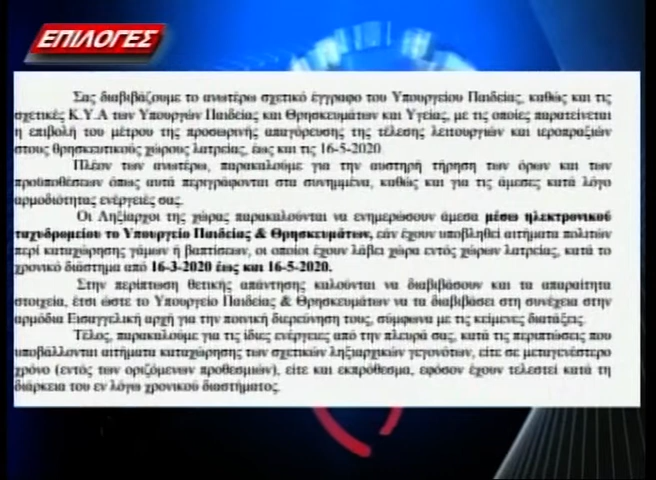 ΕΠΙΛΟΓΕΣ
Σας διαβιβάζουμε το ανωτέρω σχετικό έγγραφο του Υπουργείου Παιδείας, καθώς και τις
σχετικές Κ.Υ.Α των Υπουργών Παιδείας και Θρησκευμάτων και Υγείας, με τις οποίες παρατείνεται
η επιβολή του μέτρου της προσωρινής απαγόρευσης της τέλεσης λειτουργιών και ιεροπραξιών
στους θρησκευτικούς χώρους λατρείας, έως και τις 16-5-2020.
Πλέον των ανωτέρω, παρακαλούμε για την αυστηρή τήρηση των όρων και των
προϋποθέσεων όπως αυτά περιγράφονται στα συνημμένα, καθώς και για τις άμεσες κατά λόγο
αρμοδιότητας ενέργειές σας.
Οι Ληξίαρχοι της χώρας παρακαλούνται να ενημερώσουν άμεσα μέσω ηλεκτρονικού
ταχυδρομείου το Υπουργείο Παιδείας & Θρησκευμάτων, εάν έχουν υποβληθεί αιτήματα πολιτών
περί καταχώρησης γάμων ή βαπτίσεων, οι οποίοι έχουν λάβει χώρα εντός χώρων λατρείας, κατά το
χρονικό διάστημα από 16-3-2020 έως και 16-5-2020.
Στην περίπτωση θετικής απάντησης καλούνται να διαβιβάσουν και τα απαραίτητα
στοιχεία, έτσι ώστε το Υπουργείο Παιδείας & Θρησκευμάτων να τα διαβιβάσει στη συνέχεια στην
αρμόδια Εισαγγελική αρχή για την ποινική διερεύνηση τους, σύμφωνα με τις κείμενες διατάξεις.
Τέλος, παρακαλούμε για τις ίδιες ενέργειες από την πλευρά σας, κατά τις περιπτώσεις που
υποβάλλονται αιτήματα καταχώρησης των σχετικών ληξιαρχικών γεγονότων, είτε σε μεταγενέστερο
χρόνο (εντός των οριζόμενων προθεσμιών), είτε και εκπρόθεσμα, εφόσον έχουν τελεστεί κατά τη
διάρκεια του εν λόγω χρονικού διαστήματος.